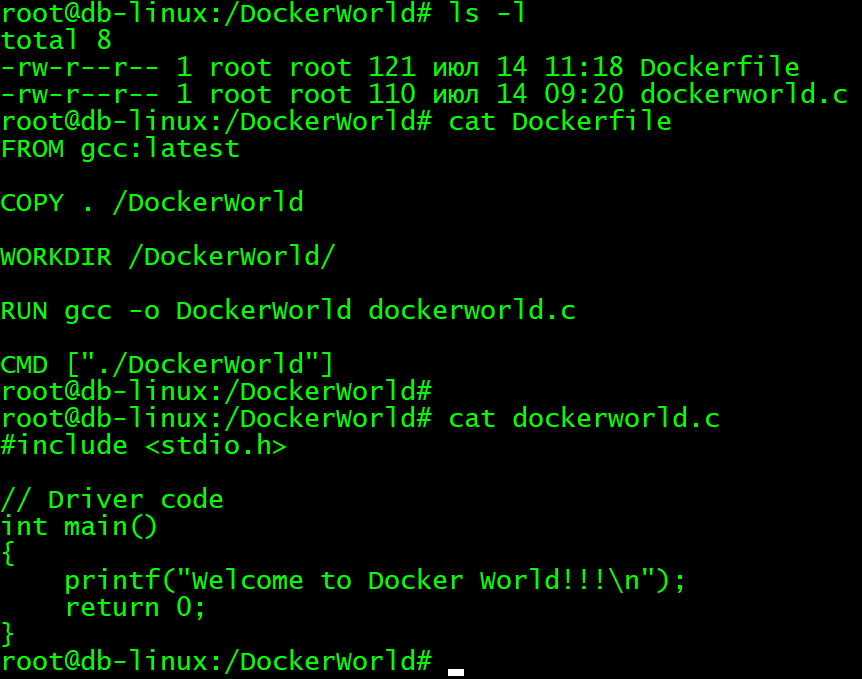 root@db-linux:/DockerWorld# ls -l
total 8
-rw-r--r-- 1 root root 121 июл 14 11:18 Dockerfile
-rw-r--r-- 1 root root 110 июл 14 09:20 dockerworld.c
root@db-linux:/DockerWorld# cat Dockerfile
FROM gcc:latest

COPY . /DockerWorld

WORKDIR /DockerWorld/

RUN gcc -o DockerWorld dockerworld.c

CMD ["./DockerWorld"]
root@db-linux:/DockerWorld#
root@db-linux:/DockerWorld# cat dockerworld.c
#include <stdio.h>

// Driver code
int main()
{
    printf("Welcome to Docker World!!!\n");
    return 0;
}
root@db-linux:/DockerWorld#